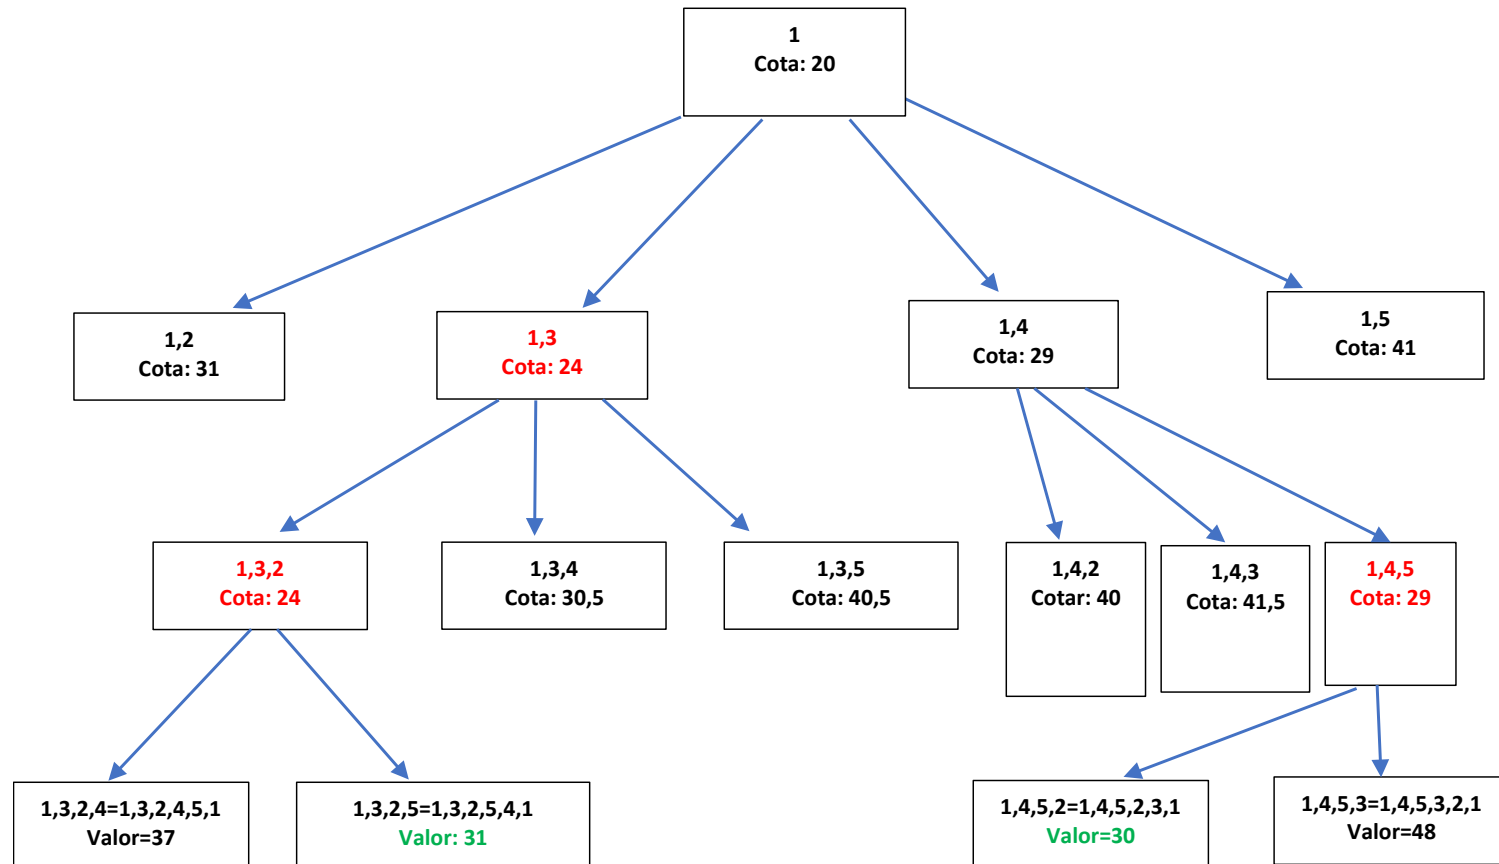 1
Cota: 20
1,2
Cota: 31
1,3
Cota: 24
1,4
Cota: 29
1,5
Cota: 41
1,3,2
Cota: 24
1,3,4
Cota: 30,5
1,3,5
Cota: 40,5
1,4,2
Cotar: 40
1,4,3
Cota: 41,5
1,4,5
Cota: 29
1,3,2,4=1,3,2,4,5,1
Valor=37
1,3,2,5=1,3,2,5,4,1
Valor: 31
1,4,5,2=1,4,5,2,3,1
Valor=30
1,4,5,3=1,4,5,3,2,1
Valor=48